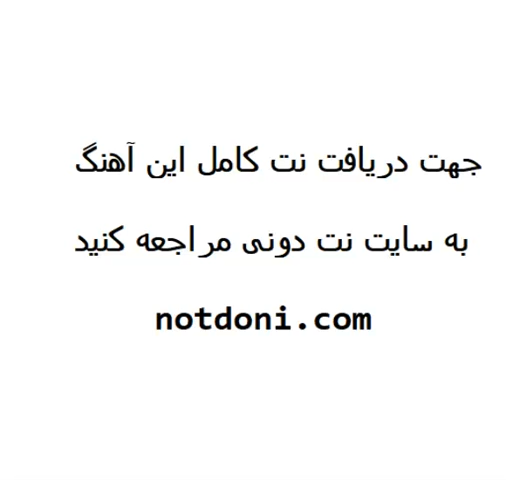 جهت دریافت نت کامل این آهنگ
به سایت نت دونی مراجعه کنید
notdoni.com